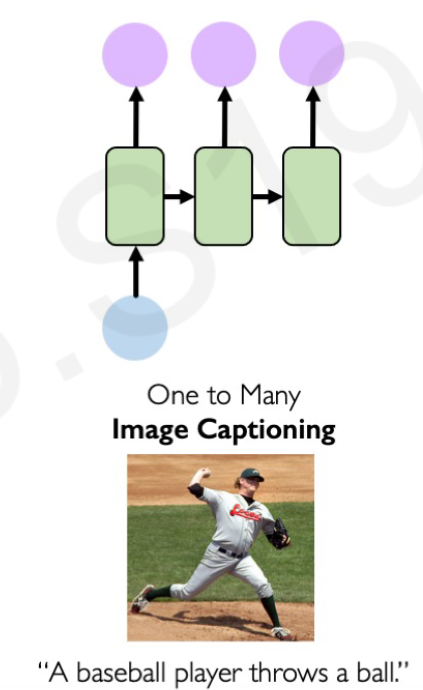 One to Many
Image Captioning
“A baseball player throws a ball.”